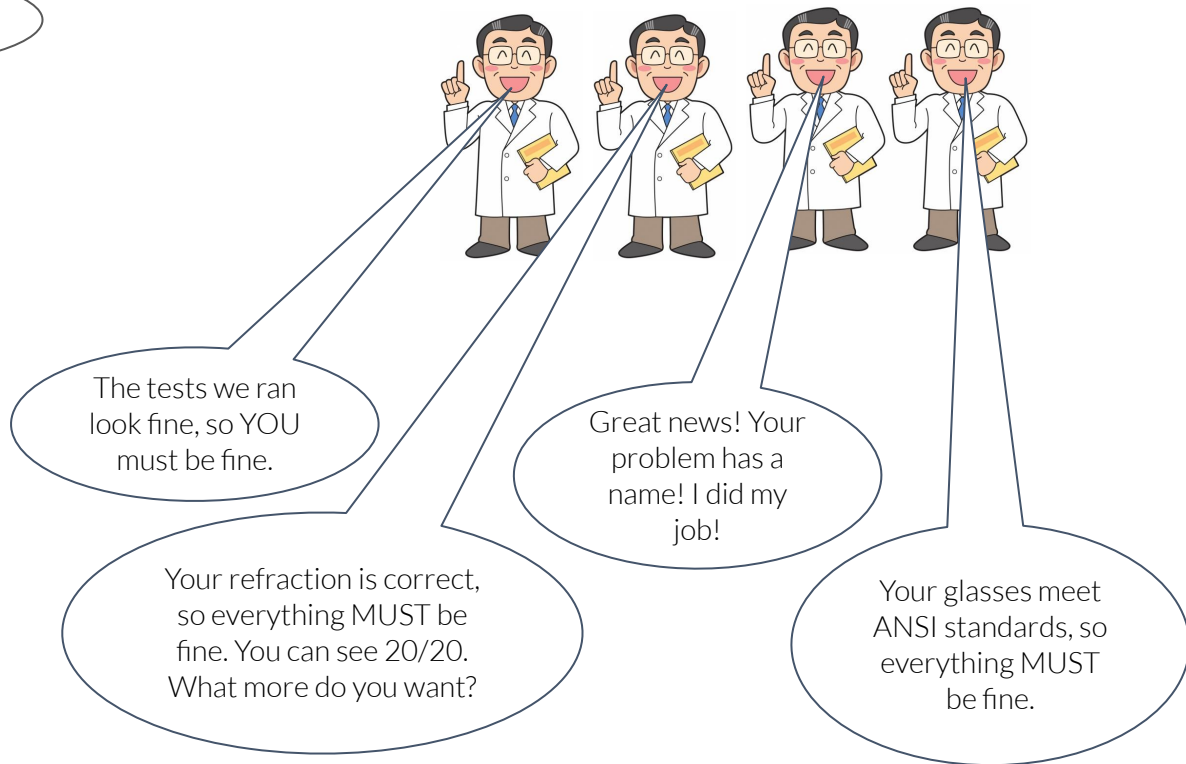 The tests we ran
look fine, so YOU
must be fine.
Your refraction is correct,
so everything MUST be
fine. You can see 20/20.
What more do you want?
Great news! Your
problem has a
name! I did my
job!
Your glasses meet
ANSI standards, so
everything MUST
be fine.